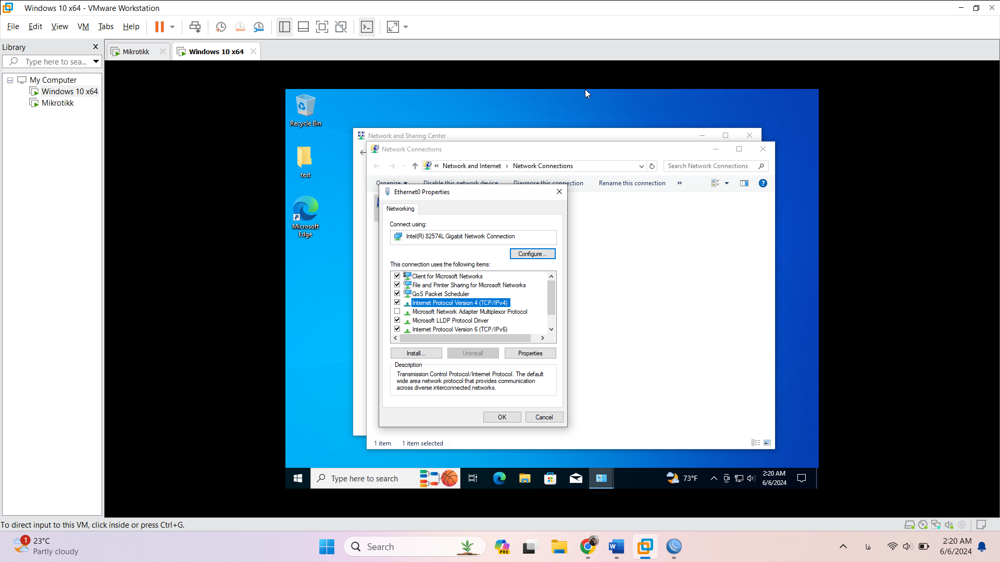 Windows 10 x64 - VMware Workstation
File Edit View VM Tabs Help
Library
Type here to sea...
My Computer
Windows 10 x64
Mikrotikk
Mikrotikk
Windows 10 x64
Recycle Bin
test
Microsoft
Edge
Network and Sharing Center
Network Connections
« Network and Internet › Network Connections
Search Network Connections
Organize Disable this network device Diagnose this connection Rename this connection »
Ethernet0 Properties
Networking
Connect using:
Intel(R) 82574L Gigabit Network Connection
Configure...
This connection uses the following items:
Client for Microsoft Networks
File and Printer Sharing for Microsoft Networks
QoS Packet Scheduler
Internet Protocol Version 4 (TCP/IPv4)
Microsoft Network Adapter Multiplexor Protocol
Microsoft LLDP Protocol Driver
Internet Protocol Version 6 (TCP/IPv6)
Install... Uninstall Properties
Description
Transmission Control Protocol/Internet Protocol. The default
wide area network protocol that provides communication
across diverse interconnected networks.
OK Cancel
1 item 1 item selected
Type here to search
73°F
2:20 AM
6/6/2024
To direct input to this VM, click inside or press Ctrl+G.
1
23°C
Partly cloudy
Search
PRE
فا
2:20 AM
6/6/2024